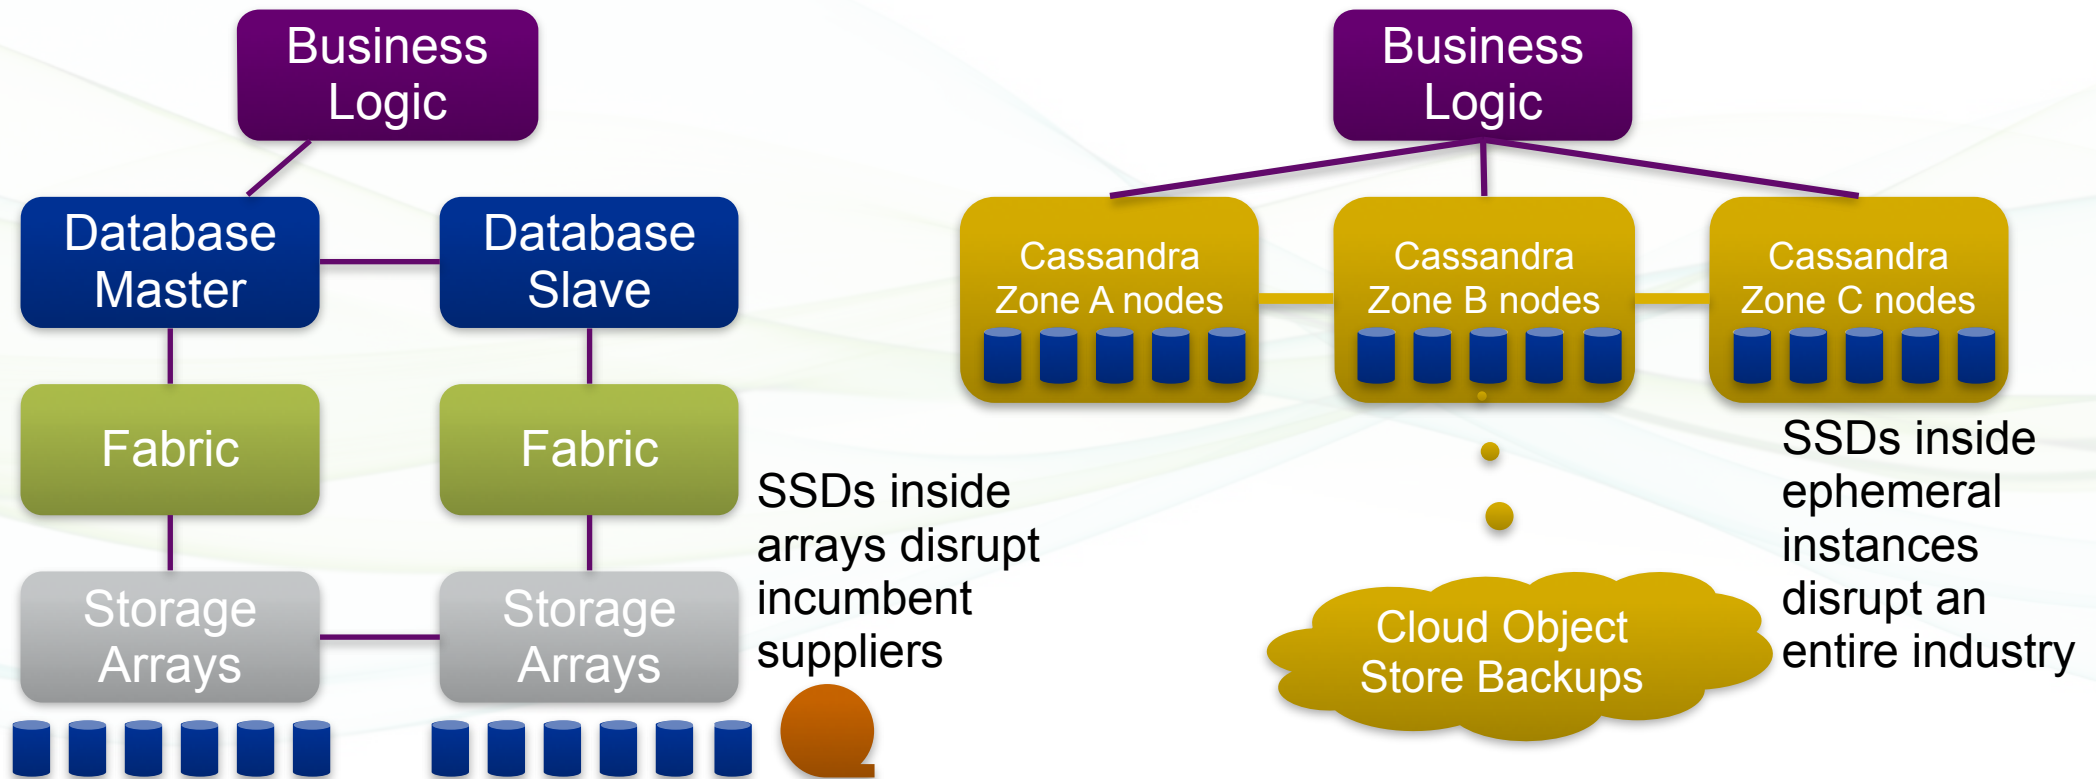 Business
Logic
Database
Master
Database
Slave
Fabric
Fabric
Storage
Arrays
Storage
Arrays
SSDs inside
arrays disrupt
incumbent
suppliers
Business
Logic
Cassandra
Zone A nodes
Cassandra
Zone B nodes
Cassandra
Zone C nodes
Cloud Object
Store Backups
SSDs inside
ephemeral
instances
disrupt an
entire industry